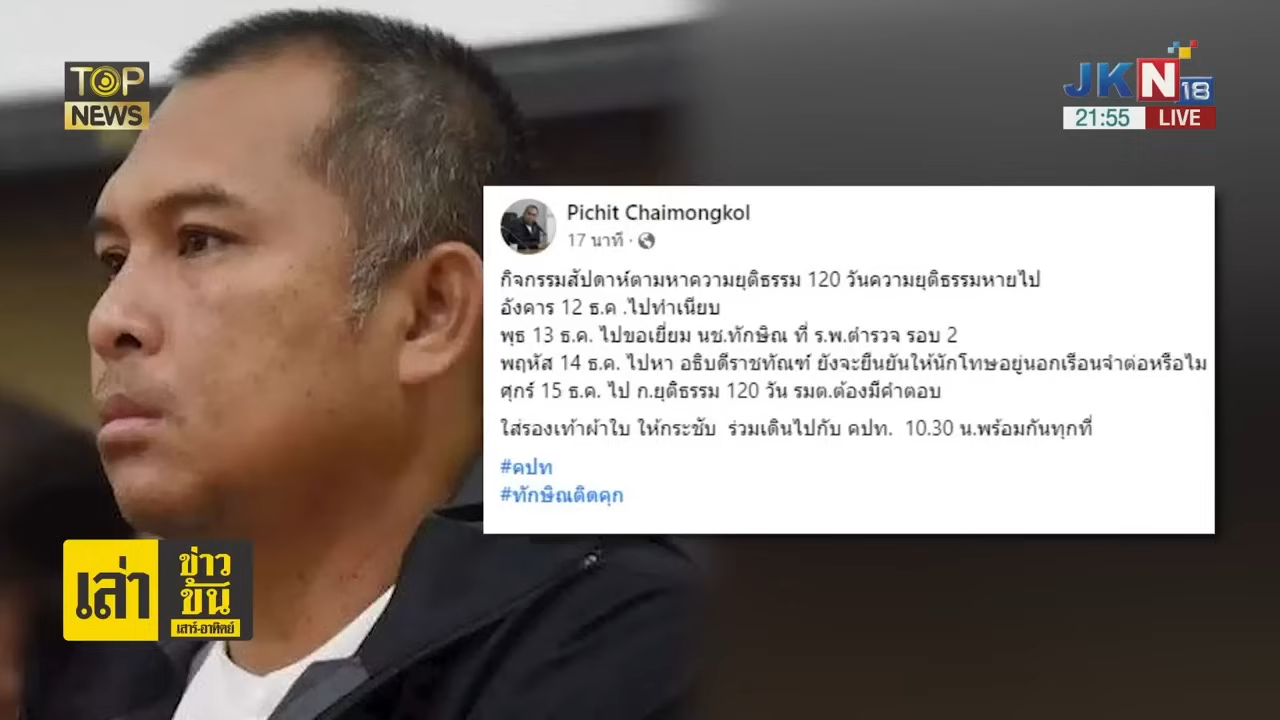 TOP
NEWS
JKN18
21:55 LIVE
Pichit Chaimongkol
17 นาที ·
กิจกรรมสัปดาห์ตามหาความยุติธรรม 120 วันความยุติธรรมหายไป
อังคาร 12 ธ.ค .ไปทำเนียบ
พุธ 13 ธ.ค. ไปขอเยี่ยม นช.ทักษิณ ที่ ร.พ.ตำรวจ รอบ 2
พฤหัส 14 ธ.ค. ไปหา อธิบดีราชทัณฑ์ ยังจะยืนยันให้นักโทษอยู่นอกเรือนจำต่อหรือไม
ศุกร์ 15 ธ.ค. ไป ก.ยุติธรรม 120 วัน รมต.ต้องมีคำตอบ
ใส่รองเท้าผ้าใบ ให้กระชับ ร่วมเดินไปกับ คปท. 10.30 น.พร้อมกันทุกที่
#คปท
#ทักษิณติดคุก
เล่า
ข่าว
ข้น
เสาร์-อาทิตย์